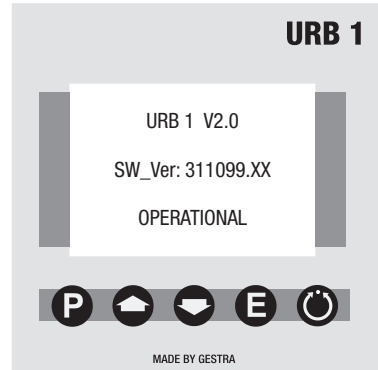 URB 1
URB 1 V2.0
SW_Ver: 311099.XX
OPERATIONAL
P E
MADE BY GESTRA